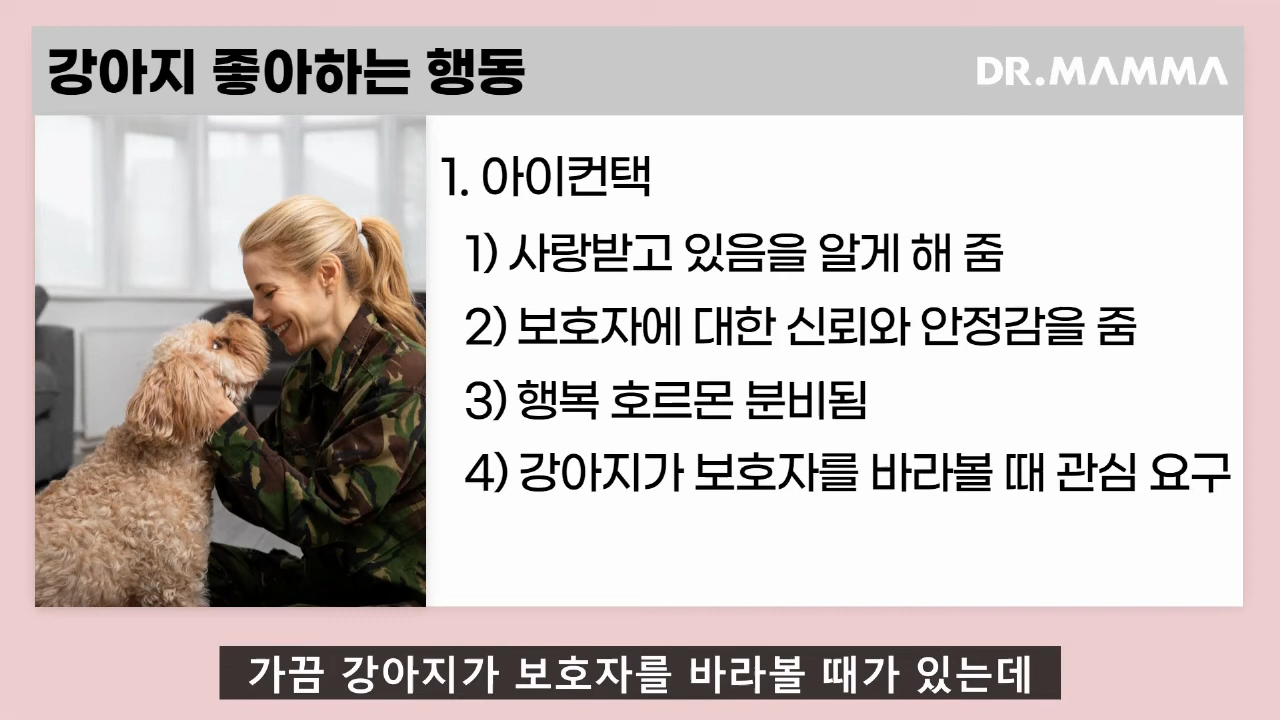 강아지 좋아하는 행동
DR.MAMMA
1. 아이컨택
1) 사랑받고 있음을 알게 해 줌
2) 보호자에 대한 신뢰와 안정감을 줌
3) 행복 호르몬 분비됨
4) 강아지가 보호자를 바라볼 때 관심 요구
가끔 강아지가 보호자를 바라볼 때가 있는데